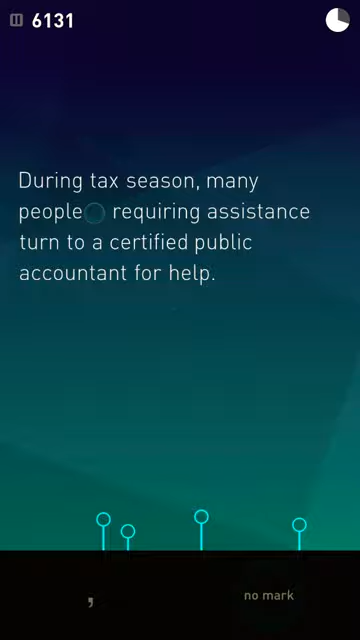 6131
During tax season, many
people requiring assistance
turn to a certified public
accountant for help.
, no mark